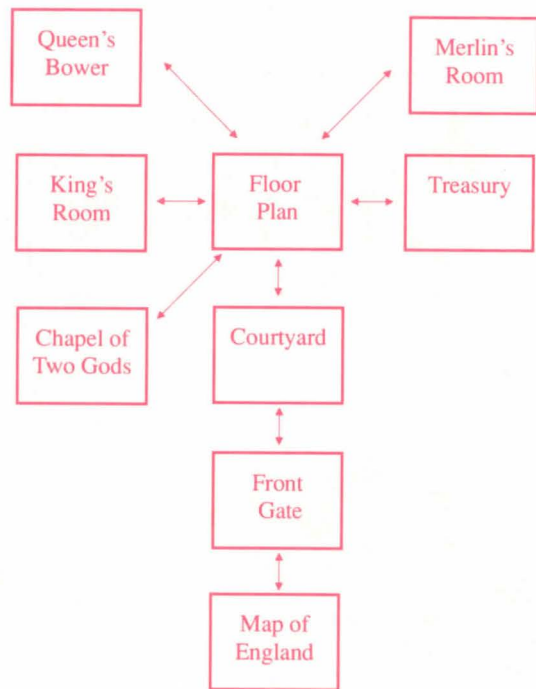 Queen's
Bower
Merlin's
Room
King's
Room
Floor
Plan
Treasury
Chapel of
Two Gods
Courtyard
Front
Gate
Map of
England